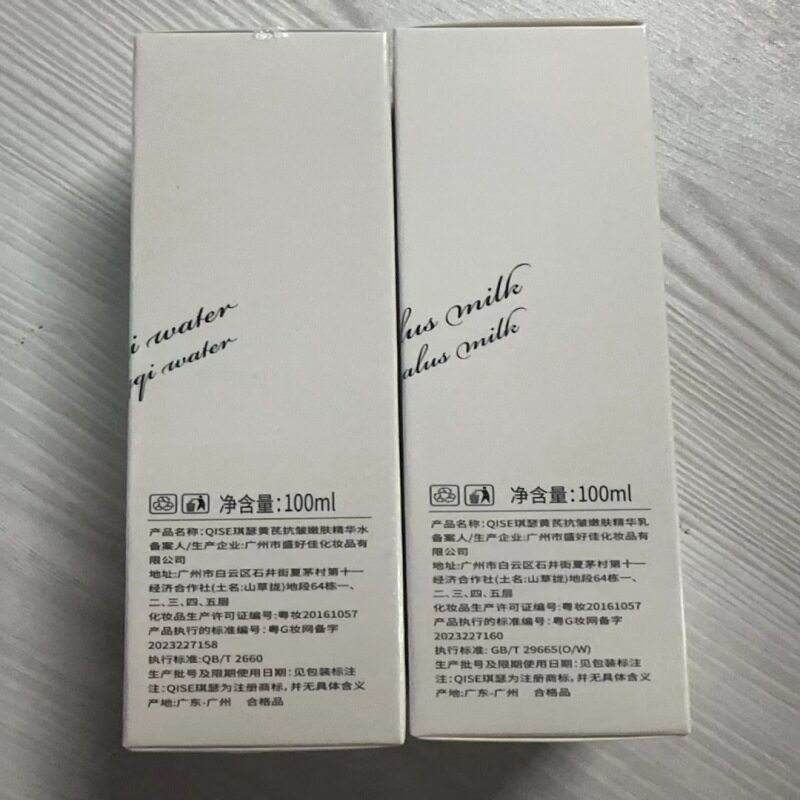 i water
qi water
净含量:100ml
产品名称:QISE琪瑟黄芪抗皱嫩肤精华水
备案人/生产企业:广州市盛好佳化妆品有
限公司
地址:广州市白云区石井街夏茅村第十一
经济合作社(土名:山草拢)地段64栋一、
二、三、四、五层
化妆品生产许可证编号:粤妆20161057
产品执行的标准编号:粤G妆网备字
2023227158
执行标准:QB/T 2660
生产批号及限期使用日期:见包装标注
注:QISE琪瑟为注册商标,并无具体含义
产地:广东-广州 合格品
lus milk
alus milk
净含量:100ml
产品名称:QISE琪瑟黄芪抗皱嫩肤精华乳
备案人/生产企业:广州市盛好佳化妆品有
限公司
地址:广州市白云区石井街夏茅村第十一
经济合作社(土名:山草拢)地段64栋一、
二、三、四、五层
化妆品生产许可证编号:粤妆20161057
产品执行的标准编号:粤G妆网备字
2023227160
执行标准: GB/T 29665(O/W)
生产批号及限期使用日期:见包装标注
注:QISE琪瑟为注册商标,并无具体含义
产地:广东-广州 合格品